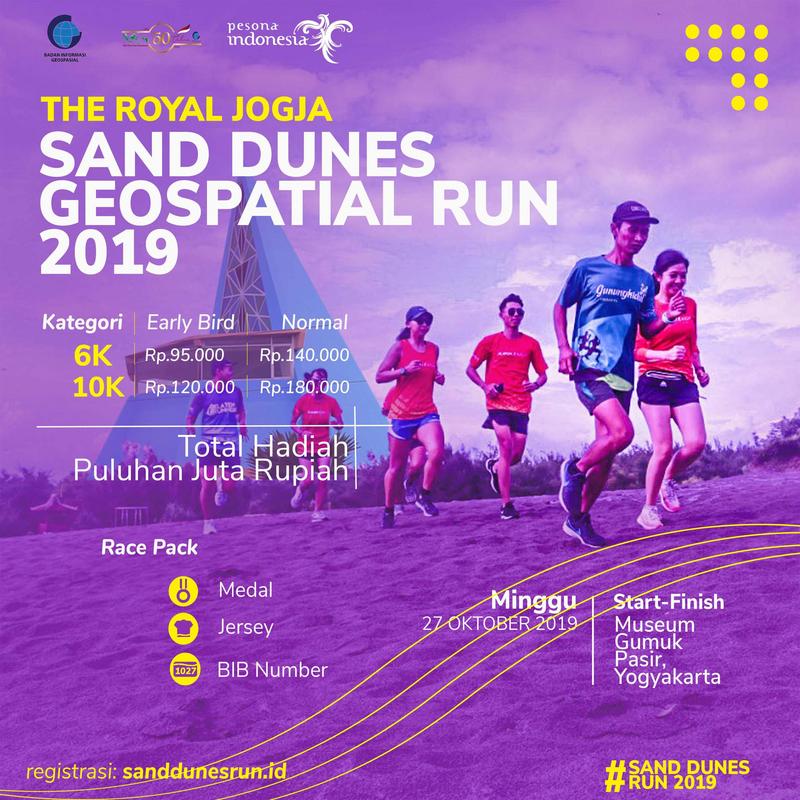 BADAN INFORMASI
GEOSPASIAL
50
pesona
indonesia
THE ROYAL JOGJA
SAND DUNES
GEOSPATIAL RUN
2019
Kategori Early Bird Normal
6K Rp.95.000 Rp.140.000
10K Rp.120.000 Rp.180.000
Total Hadiah
Puluhan Juta Rupiah
Gunungkidul
Race Pack
Medal
Jersey
1027 BIB Number
Minggu
27 OKTOBER 2019
Start-Finish
Museum
Gumuk
Pasir,
Yogyakarta
registrasi: sanddunesrun.id
#SAND DUNES
RUN 2019